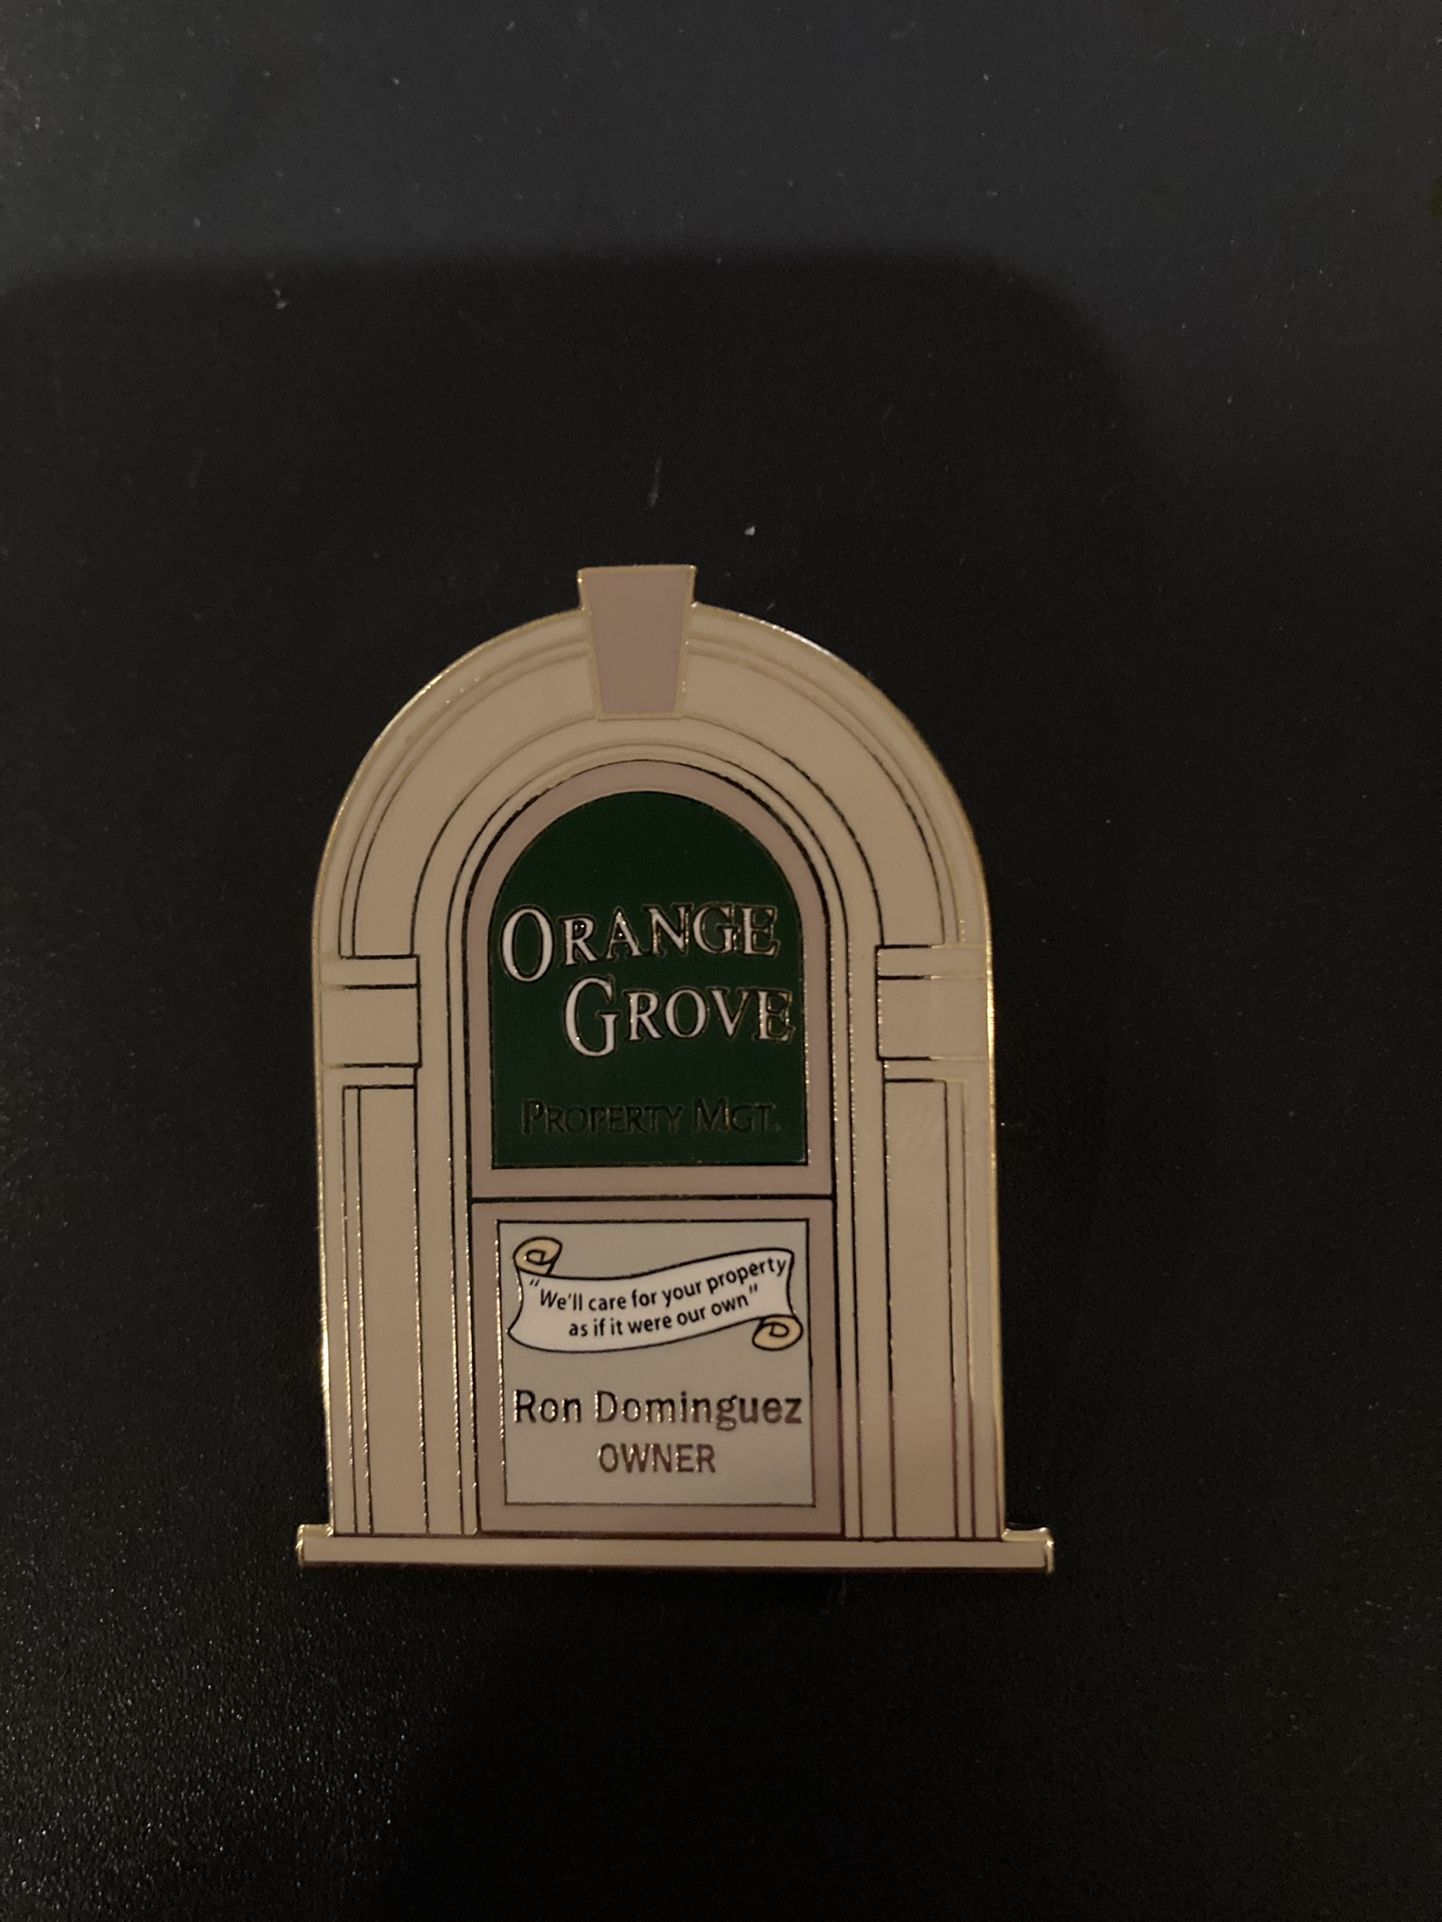 ORANGE
GROVE
PROPERTY MGT.
"We'll care for your property
as if it were our own"
Ron Dominguez
OWNER